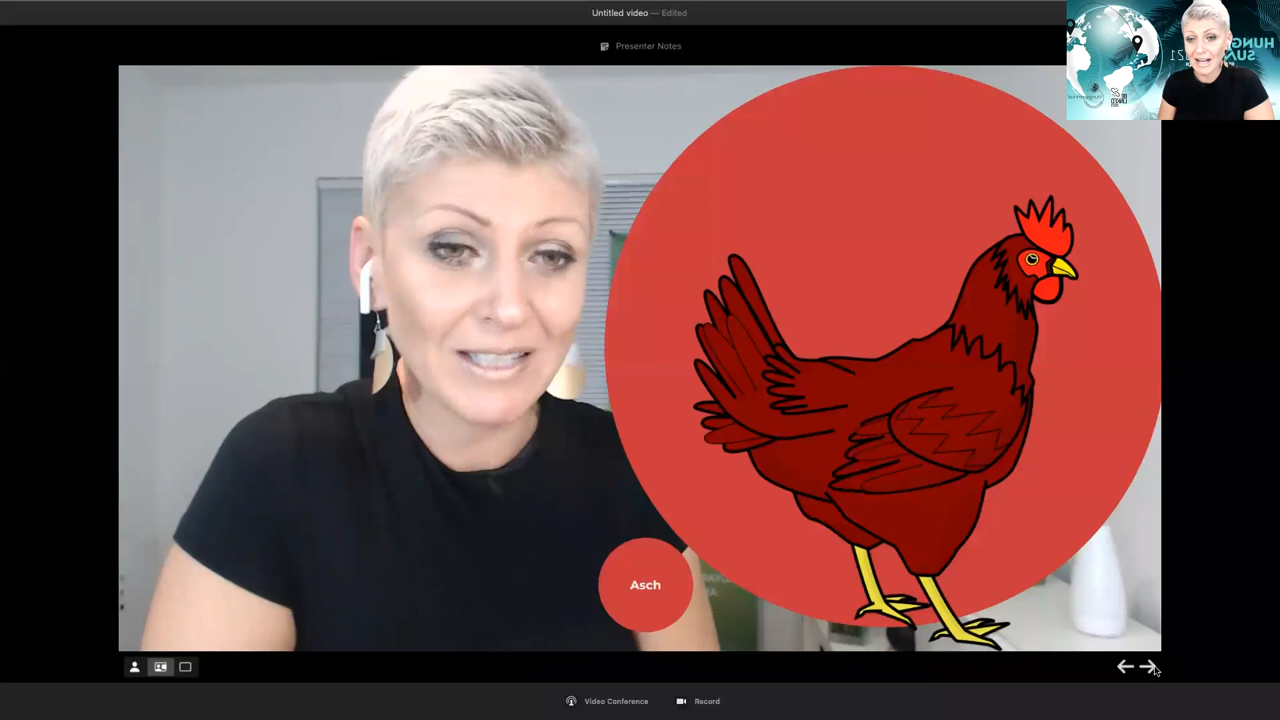 Untitled video — Edited
Presenter Notes
Asch
Video Conference
Record